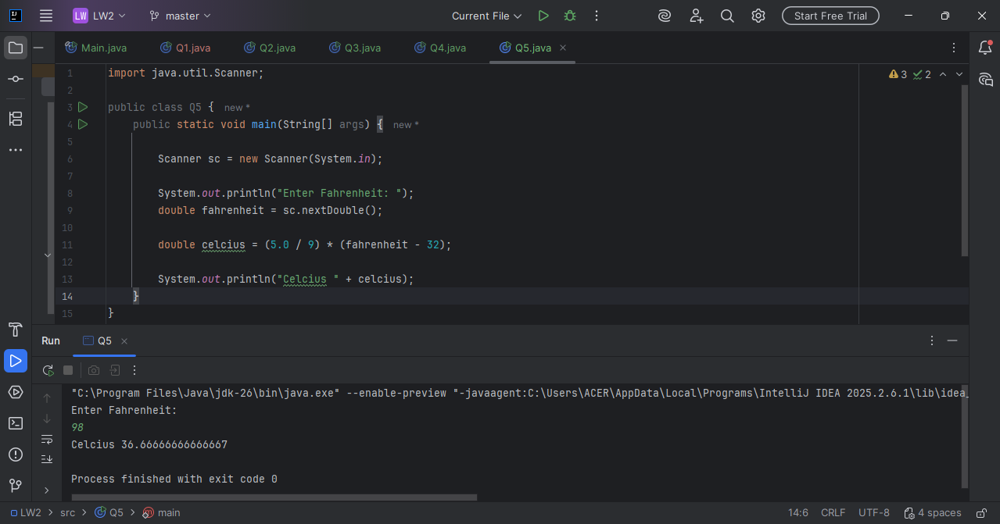 LW LW2 master Current File Start Free Trial
Main.java Q1.java Q2.java Q3.java Q4.java Q5.java
3 2
1 import java.util.Scanner;
2
3 public class Q5 { new *
4 public static void main(String[] args) { new *
5
6 Scanner sc = new Scanner(System.in);
7
8 System.out.println("Enter Fahrenheit: ");
9 double fahrenheit = sc.nextDouble();
10
11 double celcius = (5.0 / 9) * (fahrenheit - 32);
12
13 System.out.println("Celcius " + celcius);
14 }
15 }
Run Q5
"C:\Program Files\Java\jdk-26\bin\java.exe" --enable-preview "-javaagent:C:\Users\ACER\AppData\Local\Programs\IntelliJ IDEA 2025.2.6.1\lib\idea_
Enter Fahrenheit:
98
Celcius 36.66666666666667
Process finished with exit code 0
LW2 > src > Q5 > main 14:6 CRLF UTF-8 4 spaces